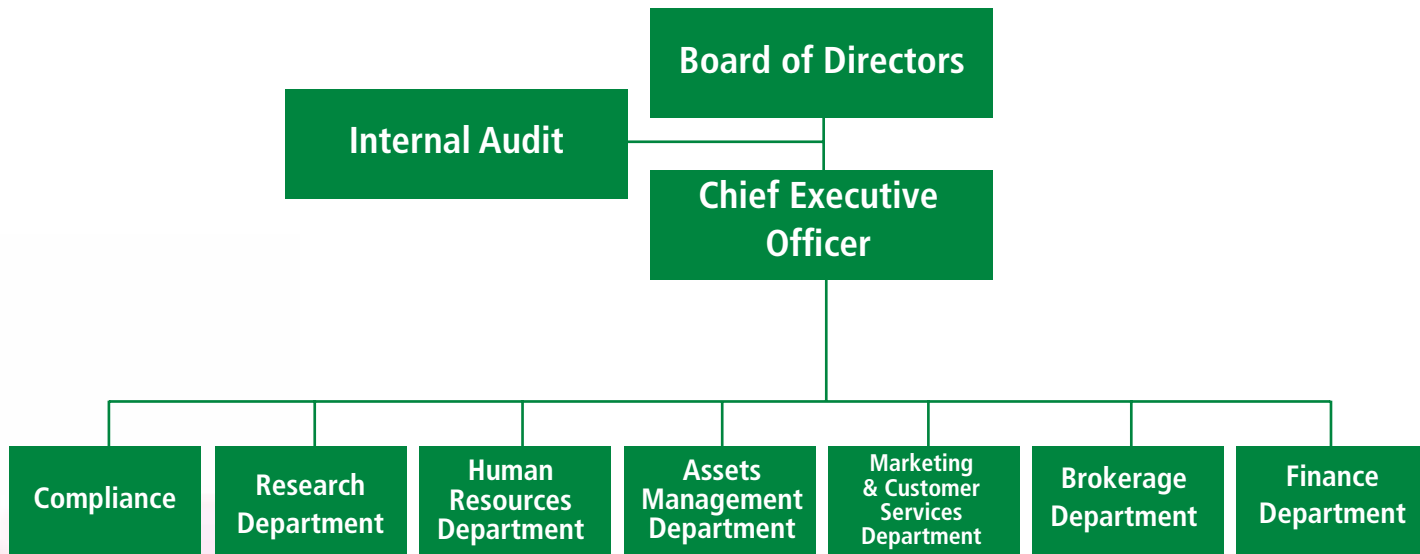 Board of Directors
Internal Audit
Chief Executive
Officer
Compliance
Research
Department
Human
Resources
Department
Assets
Management
Department
Marketing
& Customer
Services
Department
Brokerage
Department
Finance
Department